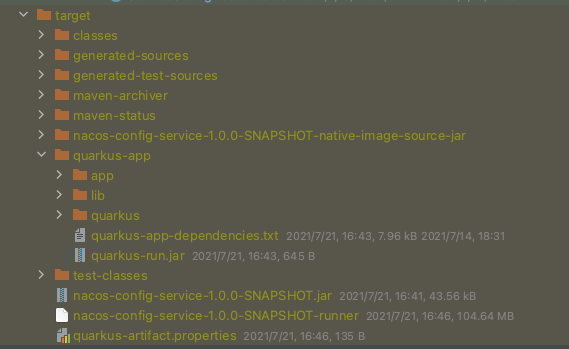 target
classes
generated-sources
generated-test-sources
maven-archiver
maven-status
nacos-config-service-1.0.0-SNAPSHOT-native-image-source-jar
quarkus-app
app
lib
quarkus
quarkus-app-dependencies.txt 2021/7/21, 16:43, 7.96 kB 2021/7/14, 18:31
quarkus-run.jar 2021/7/21, 16:43, 645 B
test-classes
nacos-config-service-1.0.0-SNAPSHOT.jar 2021/7/21, 16:41, 43.56 kB
nacos-config-service-1.0.0-SNAPSHOT-runner 2021/7/21, 16:46, 104.64 MB
quarkus-artifact.properties 2021/7/21, 16:46, 135 B